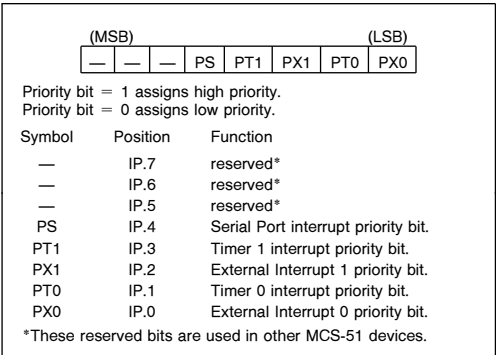 (MSB) (LSB)
— — — PS PT1 PX1 PT0 PX0
Priority bit = 1 assigns high priority.
Priority bit = 0 assigns low priority.
Symbol Position Function
— IP.7 reserved*
— IP.6 reserved*
— IP.5 reserved*
PS IP.4 Serial Port interrupt priority bit.
PT1 IP.3 Timer 1 interrupt priority bit.
PX1 IP.2 External Interrupt 1 priority bit.
PT0 IP.1 Timer 0 interrupt priority bit.
PX0 IP.0 External Interrupt 0 priority bit.
*These reserved bits are used in other MCS-51 devices.